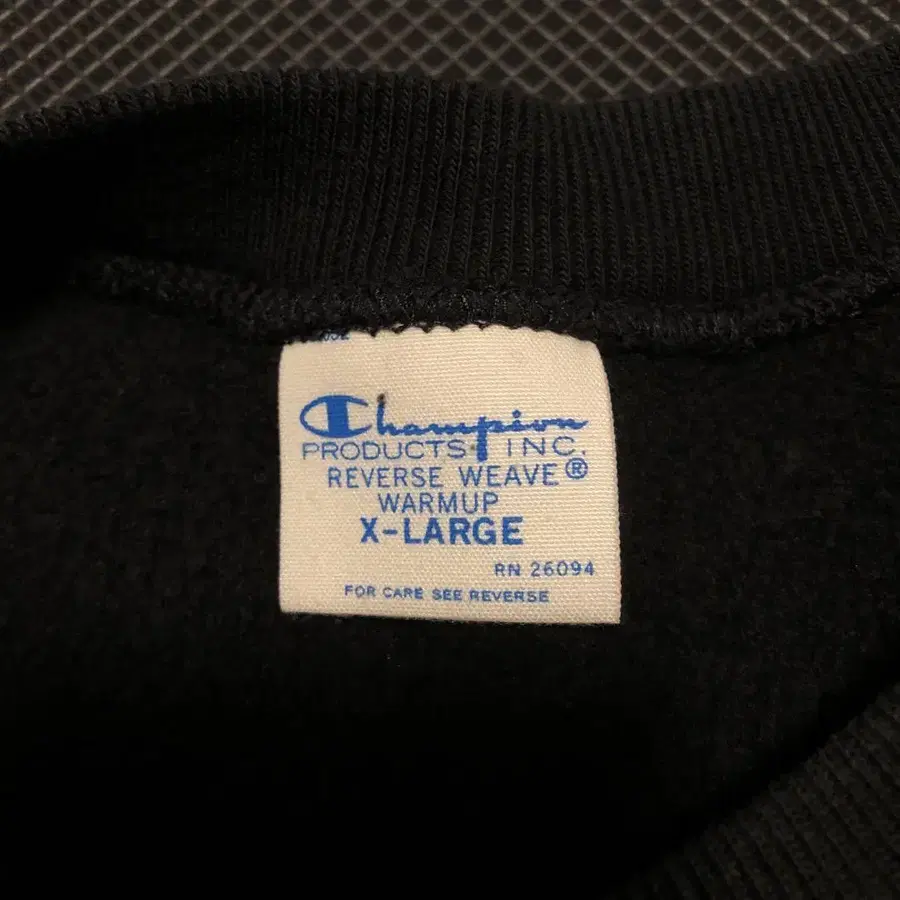 Champion
PRODUCTS INC.
REVERSE WEAVE®
WARMUP
X-LARGE
RN 26094
FOR CARE SEE REVERSE